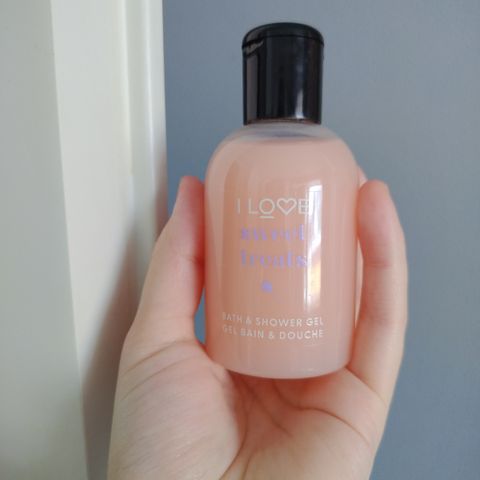 I LOVE
sweet
treats
BATH & SHOWER GEL
GEL BAIN & DOUCHE